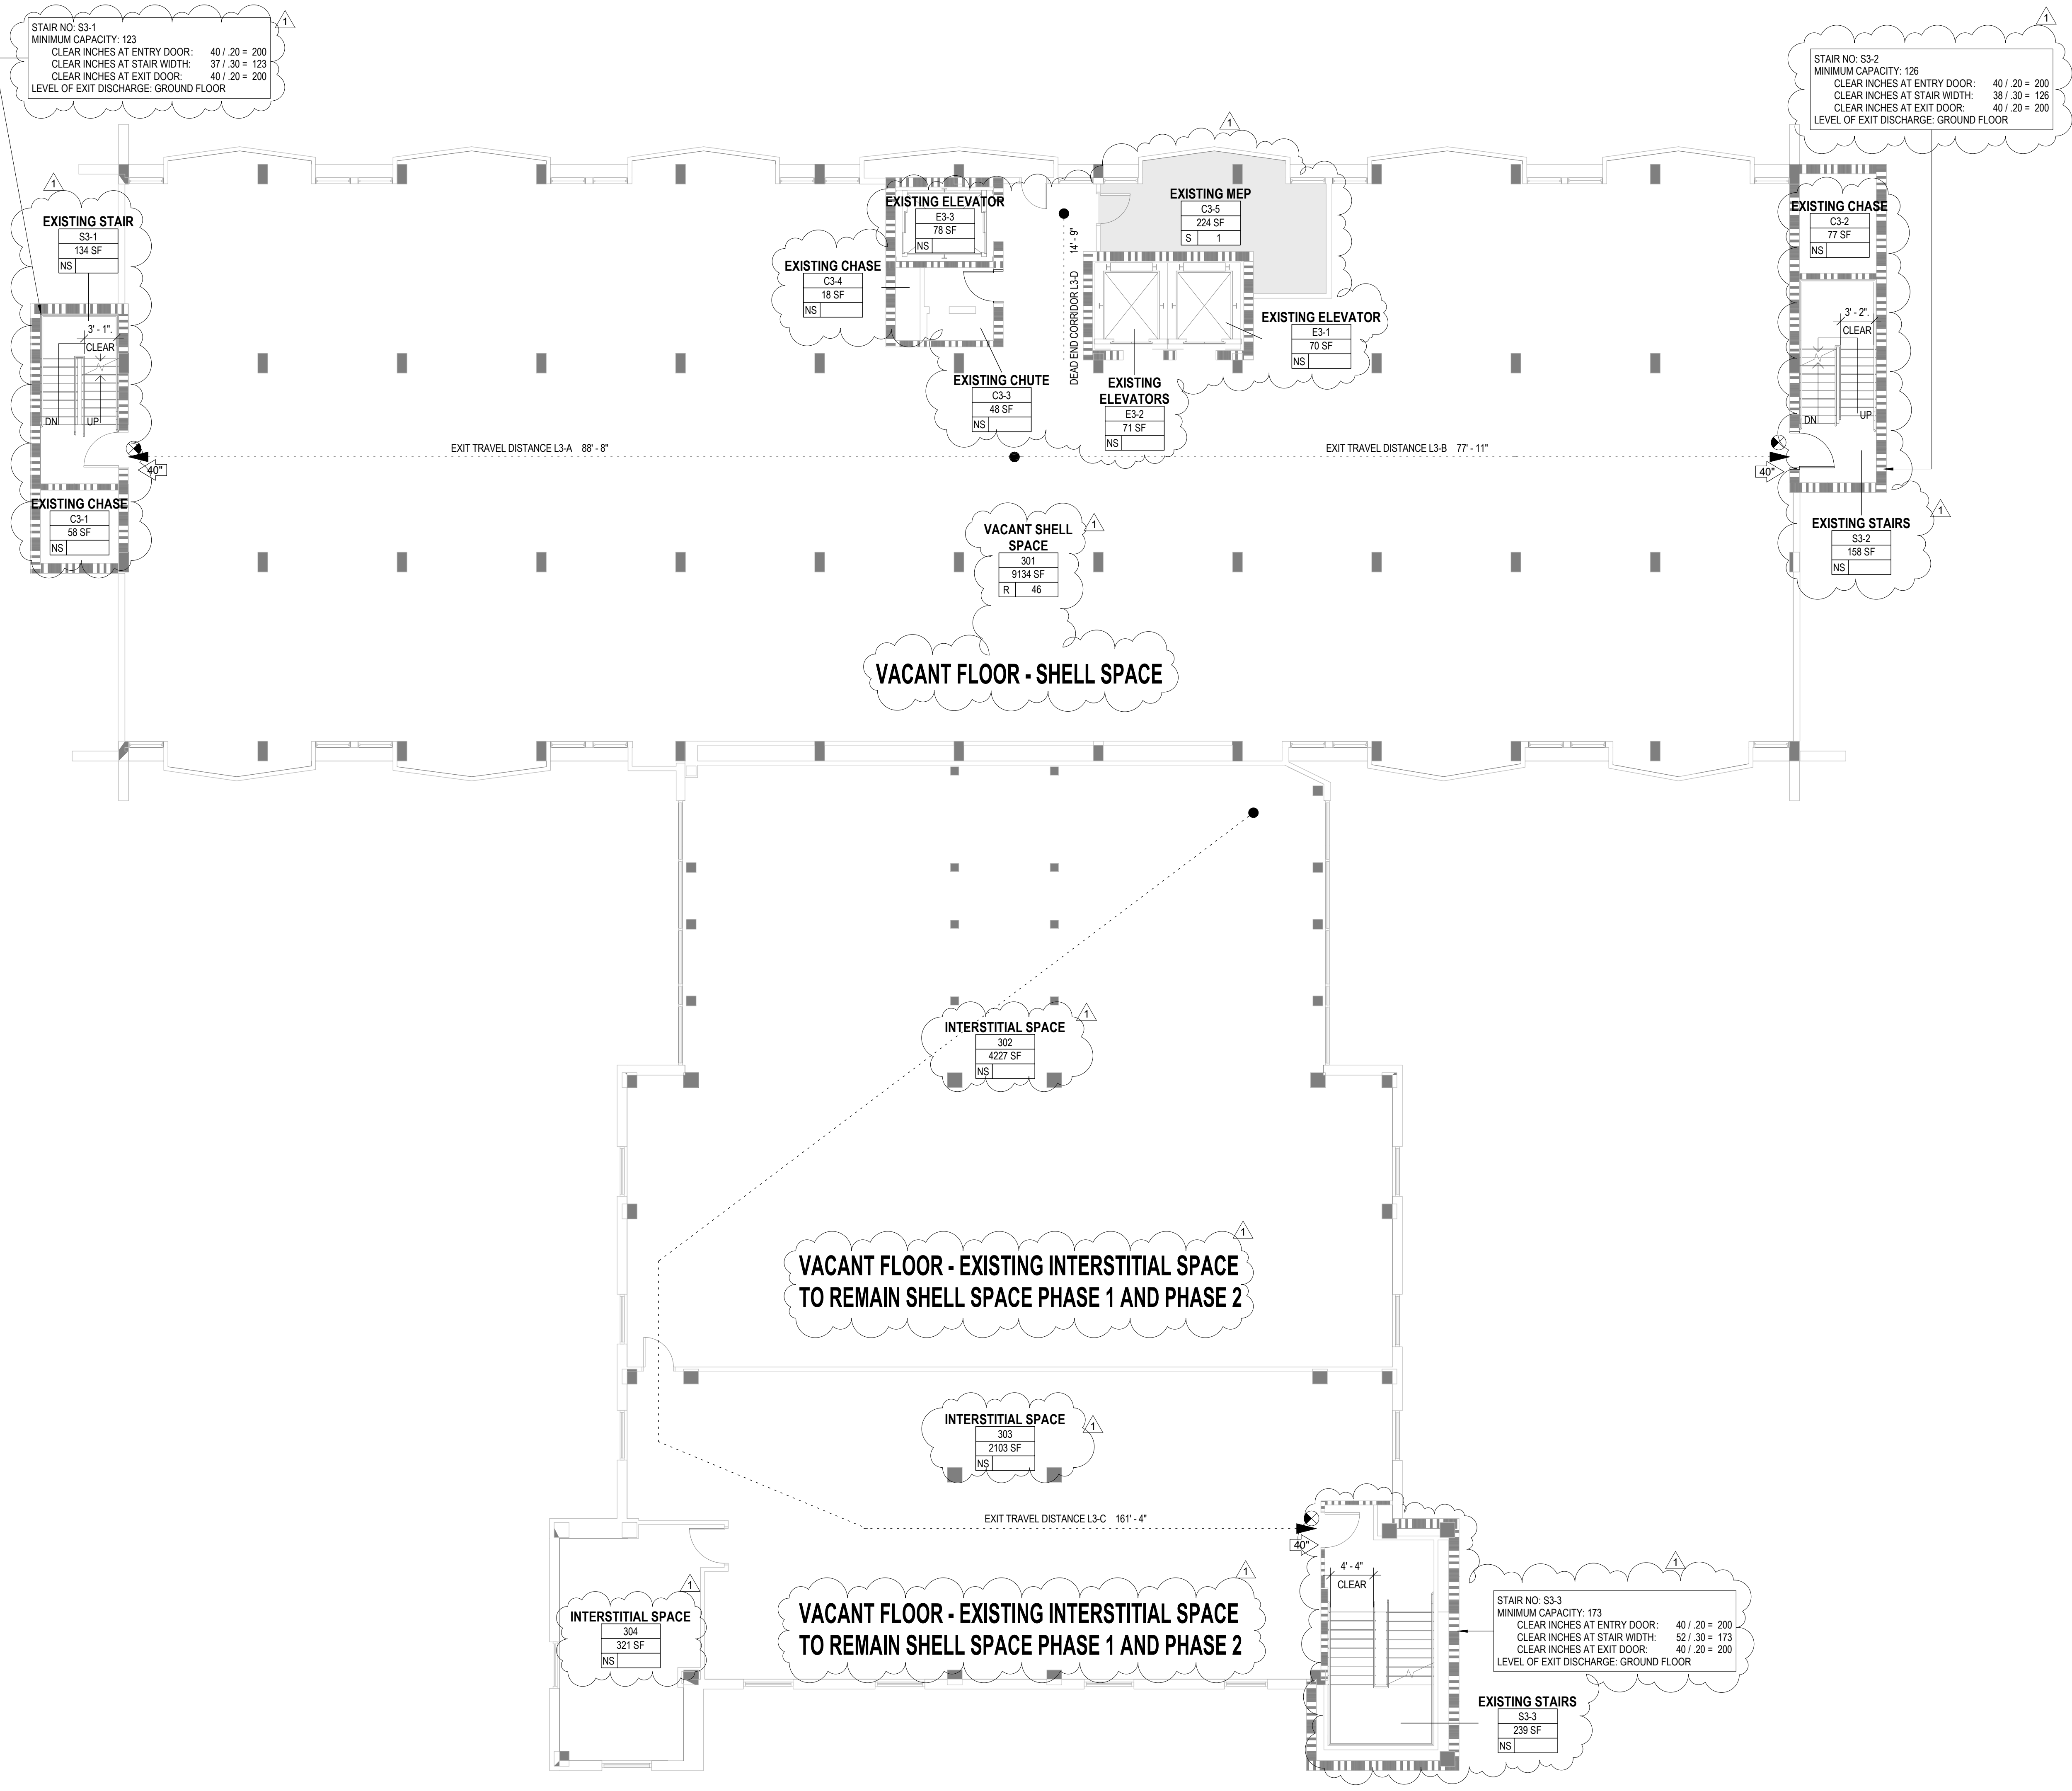 STAIR NO: S3-1
MINIMUM CAPACITY: 123
CLEAR INCHES AT ENTRY DOOR: 40 / .20 = 200
CLEAR INCHES AT STAIR WIDTH: 37 / .30 = 123
CLEAR INCHES AT EXIT DOOR: 40 / .20 = 200
LEVEL OF EXIT DISCHARGE: GROUND FLOOR
1
1
STAIR NO: S3-2
MINIMUM CAPACITY: 126
CLEAR INCHES AT ENTRY DOOR: 40 / .20 = 200
CLEAR INCHES AT STAIR WIDTH: 38 / .30 = 126
CLEAR INCHES AT EXIT DOOR: 40 / .20 = 200
LEVEL OF EXIT DISCHARGE: GROUND FLOOR
1
EXISTING STAIR
S3-1
134 SF
NS
3' - 1"
CLEAR
DN
UP
40"
EXISTING CHASE
C3-1
58 SF
NS
EXISTING ELEVATOR
E3-3
78 SF
NS
EXISTING CHASE
C3-4
18 SF
NS
EXISTING CHUTE
C3-3
48 SF
NS
DEAD END CORRIDOR L3-D 14' - 9"
1
EXISTING MEP
C3-5
224 SF
S 1
EXISTING ELEVATOR
E3-1
70 SF
NS
EXISTING
ELEVATORS
E3-2
71 SF
NS
EXISTING CHASE
C3-2
77 SF
NS
3' - 2"
CLEAR
DN
UP
40"
EXISTING STAIRS
S3-2
158 SF
NS
1
EXIT TRAVEL DISTANCE L3-A 88' - 8"
EXIT TRAVEL DISTANCE L3-B 77' - 11"
VACANT SHELL
SPACE
301
9134 SF
R 46
1
VACANT FLOOR - SHELL SPACE
INTERSTITIAL SPACE
302
4227 SF
NS
1
VACANT FLOOR - EXISTING INTERSTITIAL SPACE
TO REMAIN SHELL SPACE PHASE 1 AND PHASE 2
1
INTERSTITIAL SPACE
303
2103 SF
NS
1
EXIT TRAVEL DISTANCE L3-C 161' - 4"
40"
4' - 4"
CLEAR
VACANT FLOOR - EXISTING INTERSTITIAL SPACE
TO REMAIN SHELL SPACE PHASE 1 AND PHASE 2
1
INTERSTITIAL SPACE
304
321 SF
NS
1
STAIR NO: S3-3
MINIMUM CAPACITY: 173
CLEAR INCHES AT ENTRY DOOR: 40 / .20 = 200
CLEAR INCHES AT STAIR WIDTH: 52 / .30 = 173
CLEAR INCHES AT EXIT DOOR: 40 / .20 = 200
LEVEL OF EXIT DISCHARGE: GROUND FLOOR
1
EXISTING STAIRS
S3-3
239 SF
NS